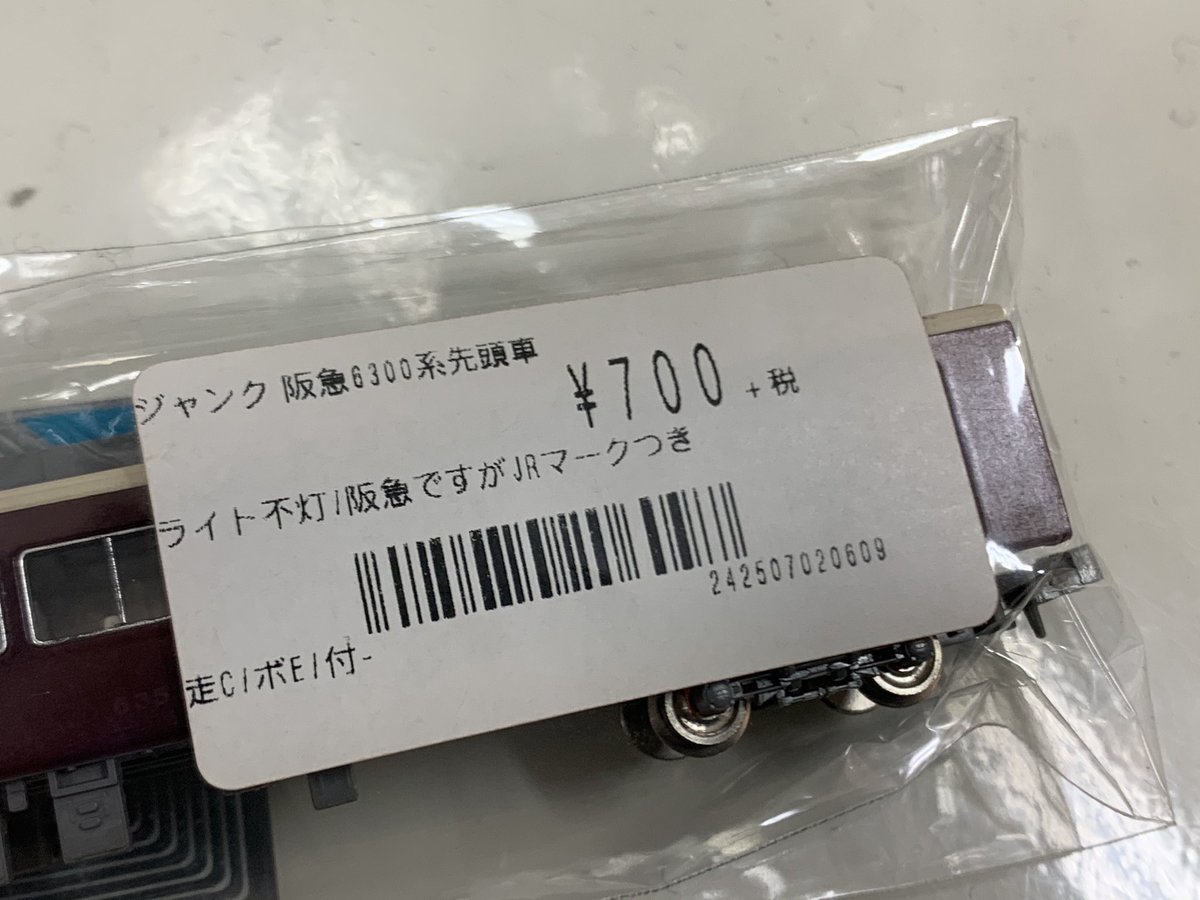 ジャンク 阪急6300系先頭車
¥700 +税
ライト不灯/阪急ですがJRマークつき
242507020609
走C/ボE/付-